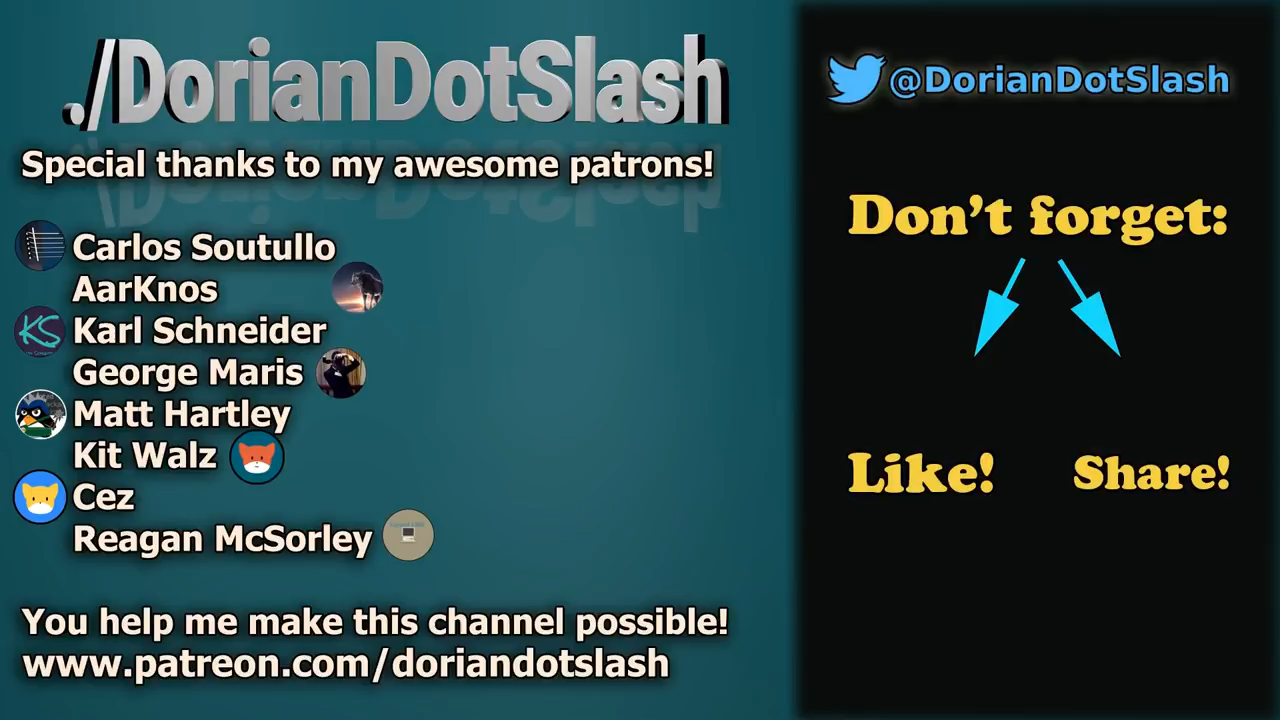 ./DorianDotSlash
Special thanks to my awesome patrons!
Carlos Soutullo
AarKnos
Karl Schneider
George Maris
Matt Hartley
Kit Walz
Cez
Reagan McSorley
You help me make this channel possible!
www.patreon.com/doriandotslash
@DorianDotSlash
Don't forget:
Like! Share!
KS